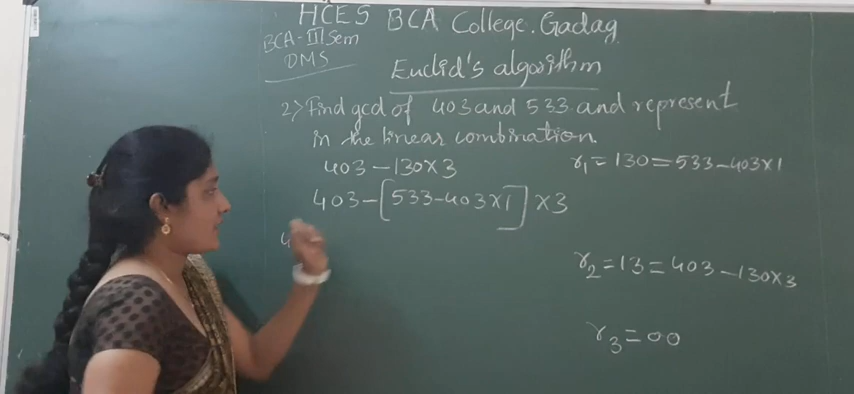 HCES BCA College. Gadag
BCA-III Sem
DMS
Euclid's algorithm
2) Find gcd of 403 and 533 and represent
in the linear combination.
403 - 130×3
403 - [533 - 403×1] ×3
4
r₁ = 130 = 533 - 403×1
r₂ = 13 = 403 - 130×3
r₃ = 00